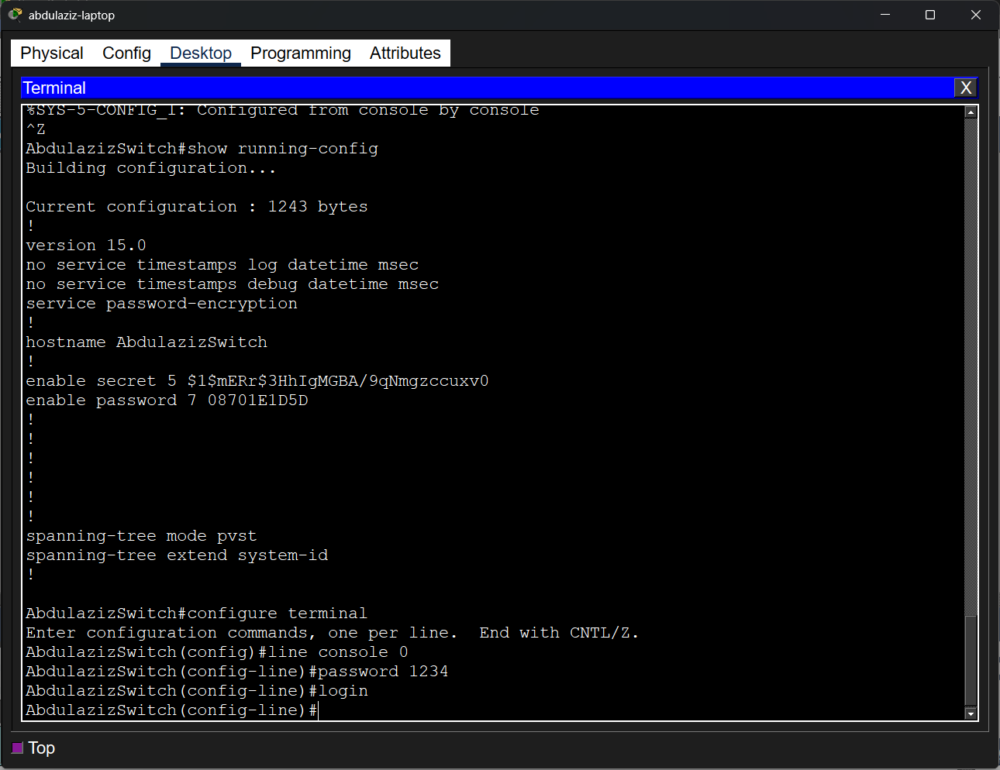 abdulaziz-laptop
Physical Config Desktop Programming Attributes
Terminal X
%SYS-5-CONFIG_I: Configured from console by console
^Z
AbdulazizSwitch#show running-config
Building configuration...
Current configuration : 1243 bytes
!
version 15.0
no service timestamps log datetime msec
no service timestamps debug datetime msec
service password-encryption
!
hostname AbdulazizSwitch
!
enable secret 5 $1$mERr$3HhIgMGBA/9qNmgzccuxv0
enable password 7 08701E1D5D
!
!
!
!
!
!
spanning-tree mode pvst
spanning-tree extend system-id
!
AbdulazizSwitch#configure terminal
Enter configuration commands, one per line.  End with CNTL/Z.
AbdulazizSwitch(config)#line console 0
AbdulazizSwitch(config-line)#password 1234
AbdulazizSwitch(config-line)#login
AbdulazizSwitch(config-line)#
Top